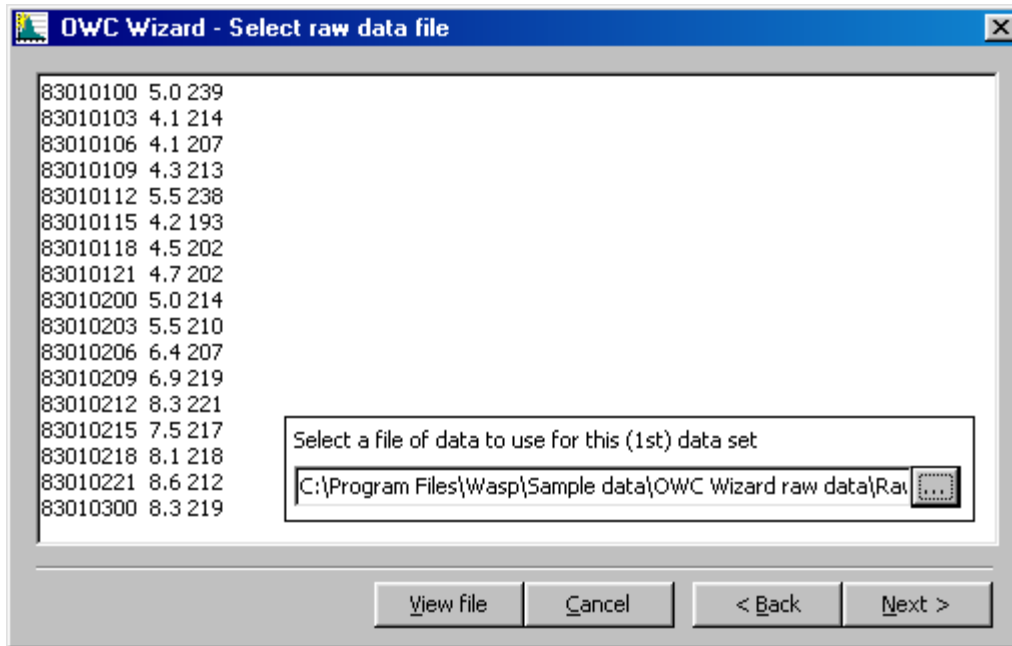 OWC Wizard - Select raw data file
83010100 5.0 239
83010103 4.1 214
83010106 4.1 207
83010109 4.3 213
83010112 5.5 238
83010115 4.2 193
83010118 4.5 202
83010121 4.7 202
83010200 5.0 214
83010203 5.5 210
83010206 6.4 207
83010209 6.9 219
83010212 8.3 221
83010215 7.5 217
83010218 8.1 218
83010221 8.6 212
83010300 8.3 219
Select a file of data to use for this (1st) data set
C:\Program Files\Wasp\Sample data\OWC Wizard raw data\Ra
...
View file
Cancel
< Back
Next >